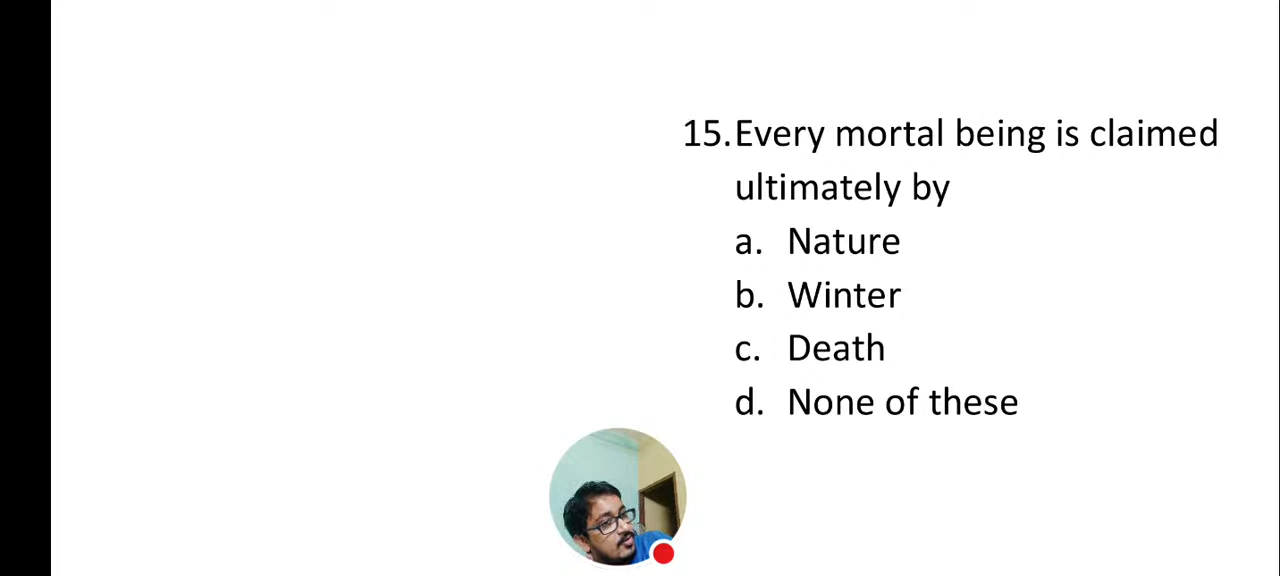 15.Every mortal being is claimed
ultimately by
a. Nature
b. Winter
c. Death
d. None of these